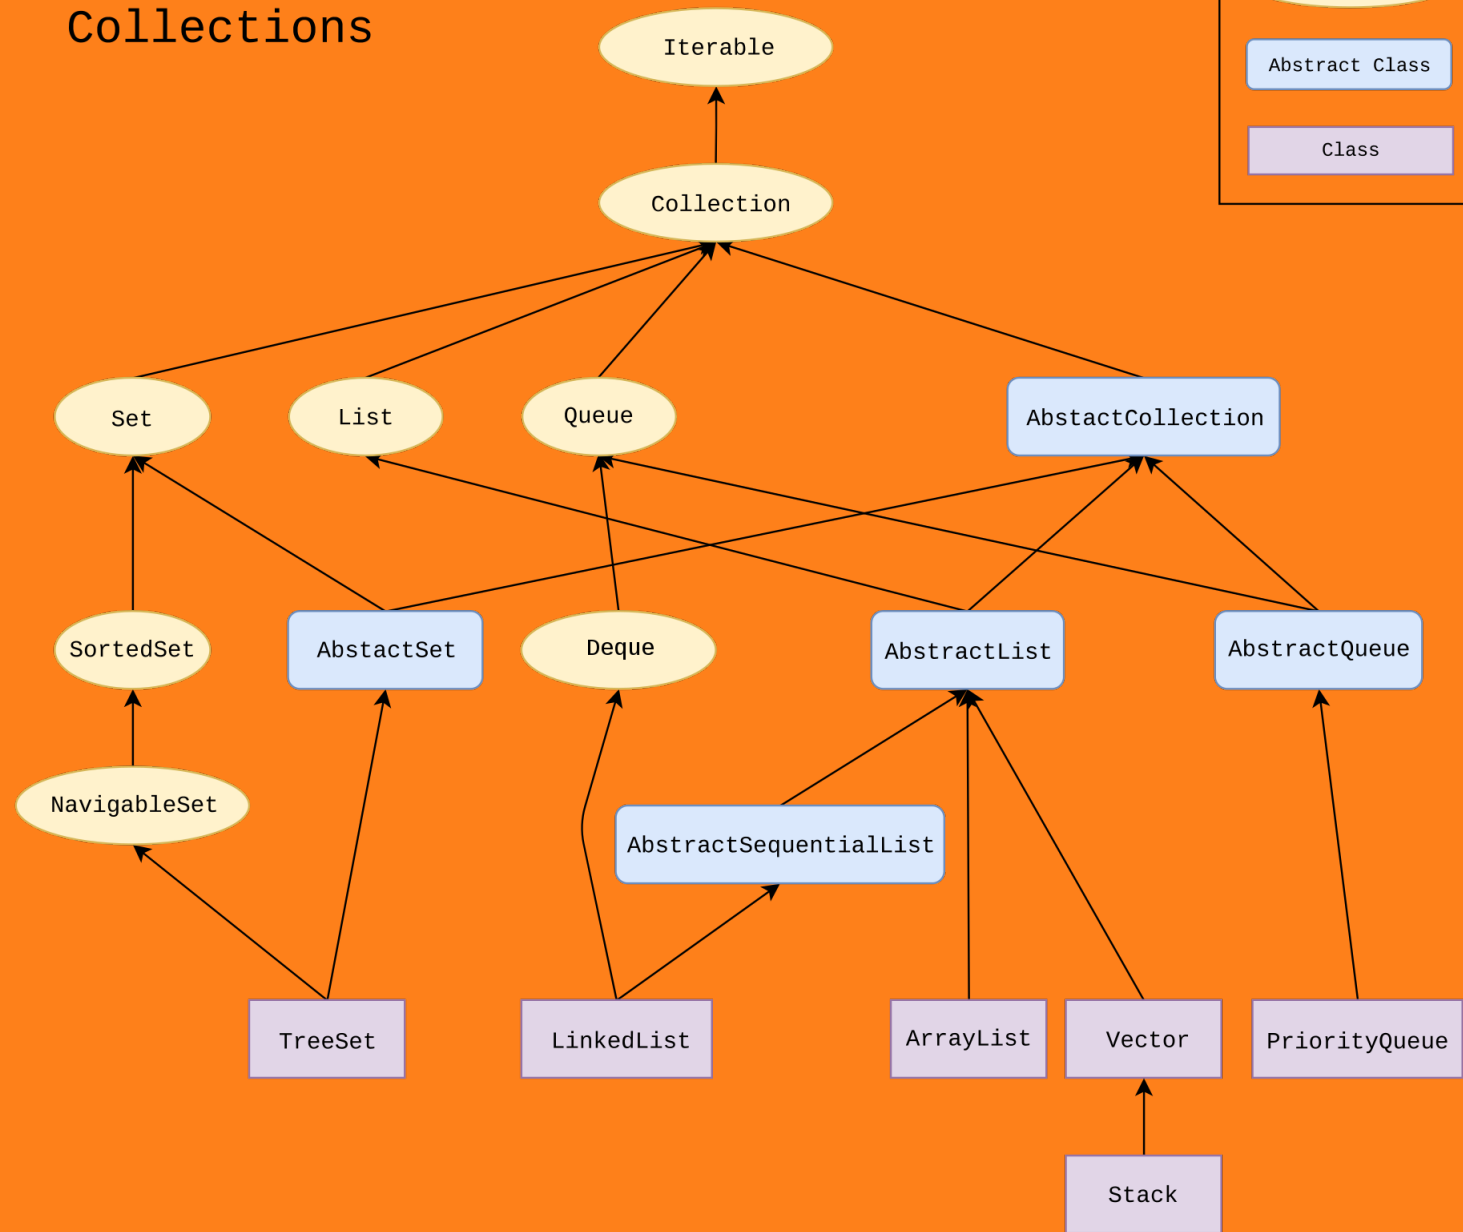 Collections
Iterable
Abstract Class
Class
Collection
Set
List
Queue
AbstactCollection
SortedSet
AbstactSet
Deque
AbstractList
AbstractQueue
NavigableSet
AbstractSequentialList
TreeSet
LinkedList
ArrayList
Vector
PriorityQueue
Stack